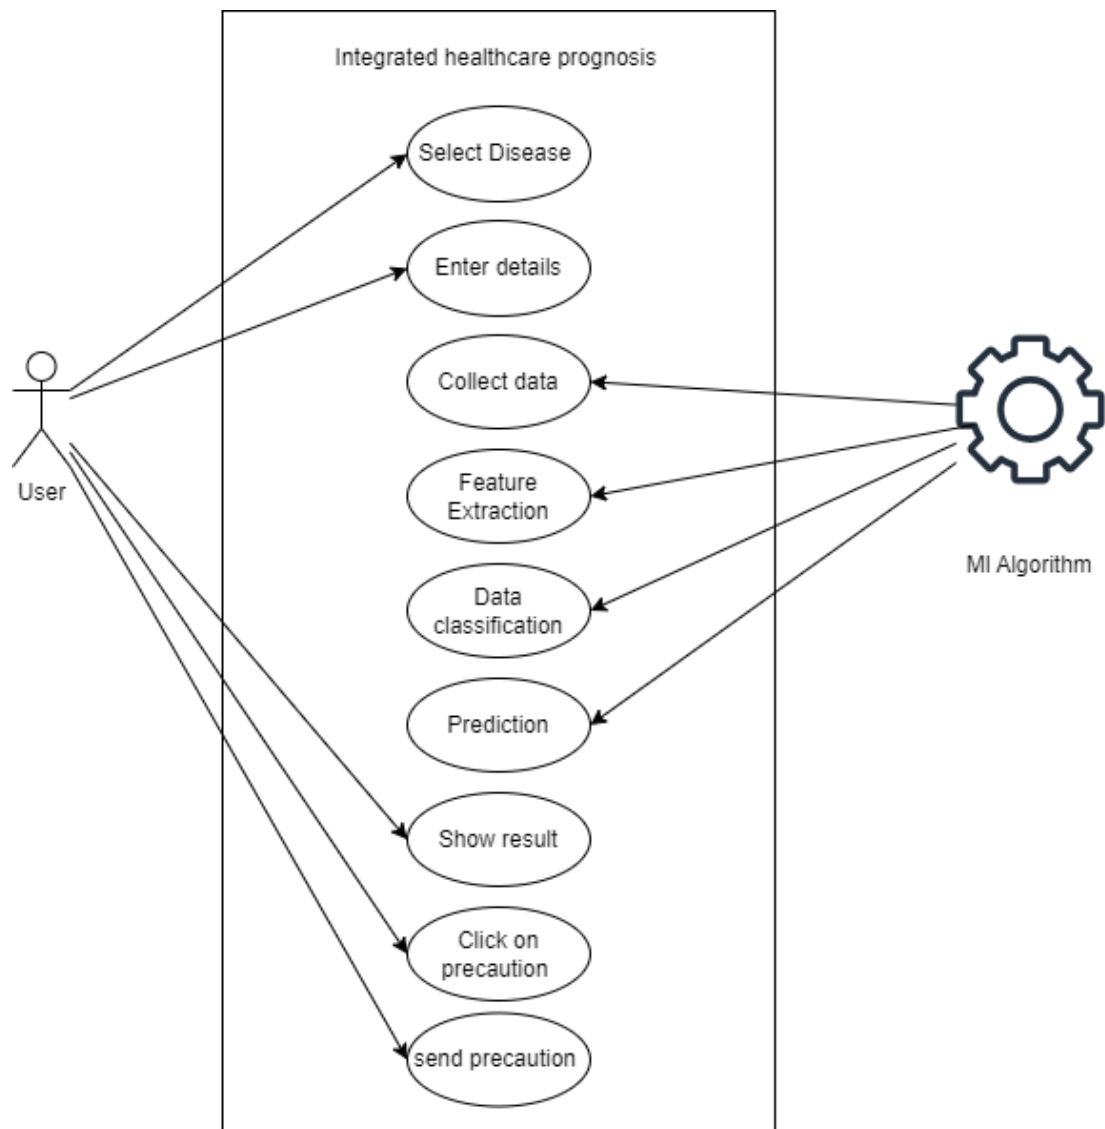 Integrated healthcare prognosis
Select Disease
Enter details
Collect data
Feature
Extraction
Data
classification
Prediction
Show result
Click on
precaution
send precaution
User
MI Algorithm